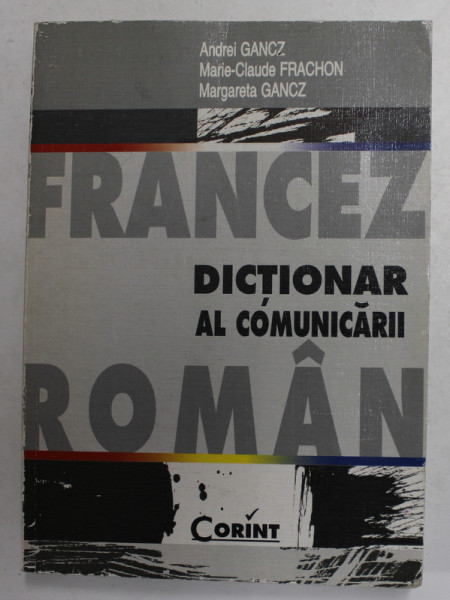 Andrei GANCZ
Marie-Claude FRACHON
Margareta GANCZ
FRANCEZ
DICȚIONAR
AL COMUNICĂRII
ROMÂN
CORINT